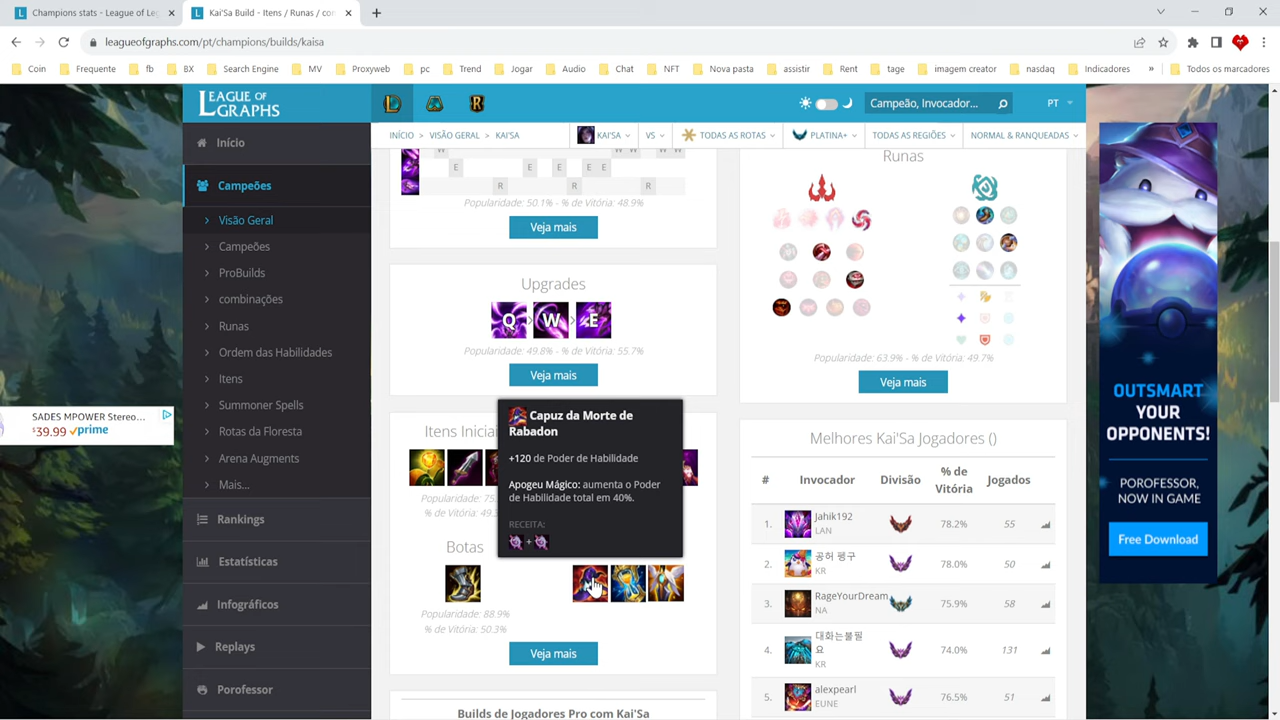 Champions stats - League of Le
Kai'Sa Build - Itens / Runas / co
leagueofgraphs.com/pt/champions/builds/kaisa
Coin
Frequente
fb
BX
Search Engine
MV
Proxyweb
pc
Trend
Jogar
Audio
Chat
NFT
Nova pasta
assistir
Rent
tage
imagem creator
nasdaq
Indicadores
»
Todos os marcadores
LEAGUE OF
GRAPHS
Campeão, Invocador...
PT
INÍCIO
VISÃO GERAL
KAI'SA
KAI'SA
VS
TODAS AS ROTAS
PLATINA+
TODAS AS REGIÕES
NORMAL & RANQUEADAS
Início
Campeões
Visão Geral
Campeões
ProBuilds
combinações
Runas
Ordem das Habilidades
Itens
Summoner Spells
Rotas da Floresta
Arena Augments
Mais...
Rankings
Estatísticas
Infográficos
Replays
Porofessor
W W W W W
E E E E E
R R R
Popularidade: 50.1% - % de Vitória: 48.9%
Veja mais
Upgrades
Q W E
Popularidade: 49.8% - % de Vitória: 55.7%
Veja mais
Itens Inicia
Popularidade: 75.
% de Vitória: 49.
Capuz da Morte de
Rabadon
+120 de Poder de Habilidade
Apogeu Mágico: aumenta o Poder
de Habilidade total em 40%.
RECEITA:
+
Botas
Popularidade: 88.9%
% de Vitória: 50.3%
Veja mais
Builds de Jogadores Pro com Kai'Sa
Runas
Popularidade: 63.9% - % de Vitória: 49.7%
Veja mais
Melhores Kai'Sa Jogadores ()
# Invocador Divisão % de Vitória Jogados
1. Jahik192 LAN 78.2% 55
2. 공허 펭구 KR 78.0% 50
3. RageYourDream NA 75.9% 58
4. 대화는불필요 KR 74.0% 131
5. alexpearl EUNE 76.5% 51
SADES MPOWER Stereo...
$39.99 prime
OUTSMART
YOUR
OPPONENTS!
POROFESSOR,
NOW IN GAME
Free Download